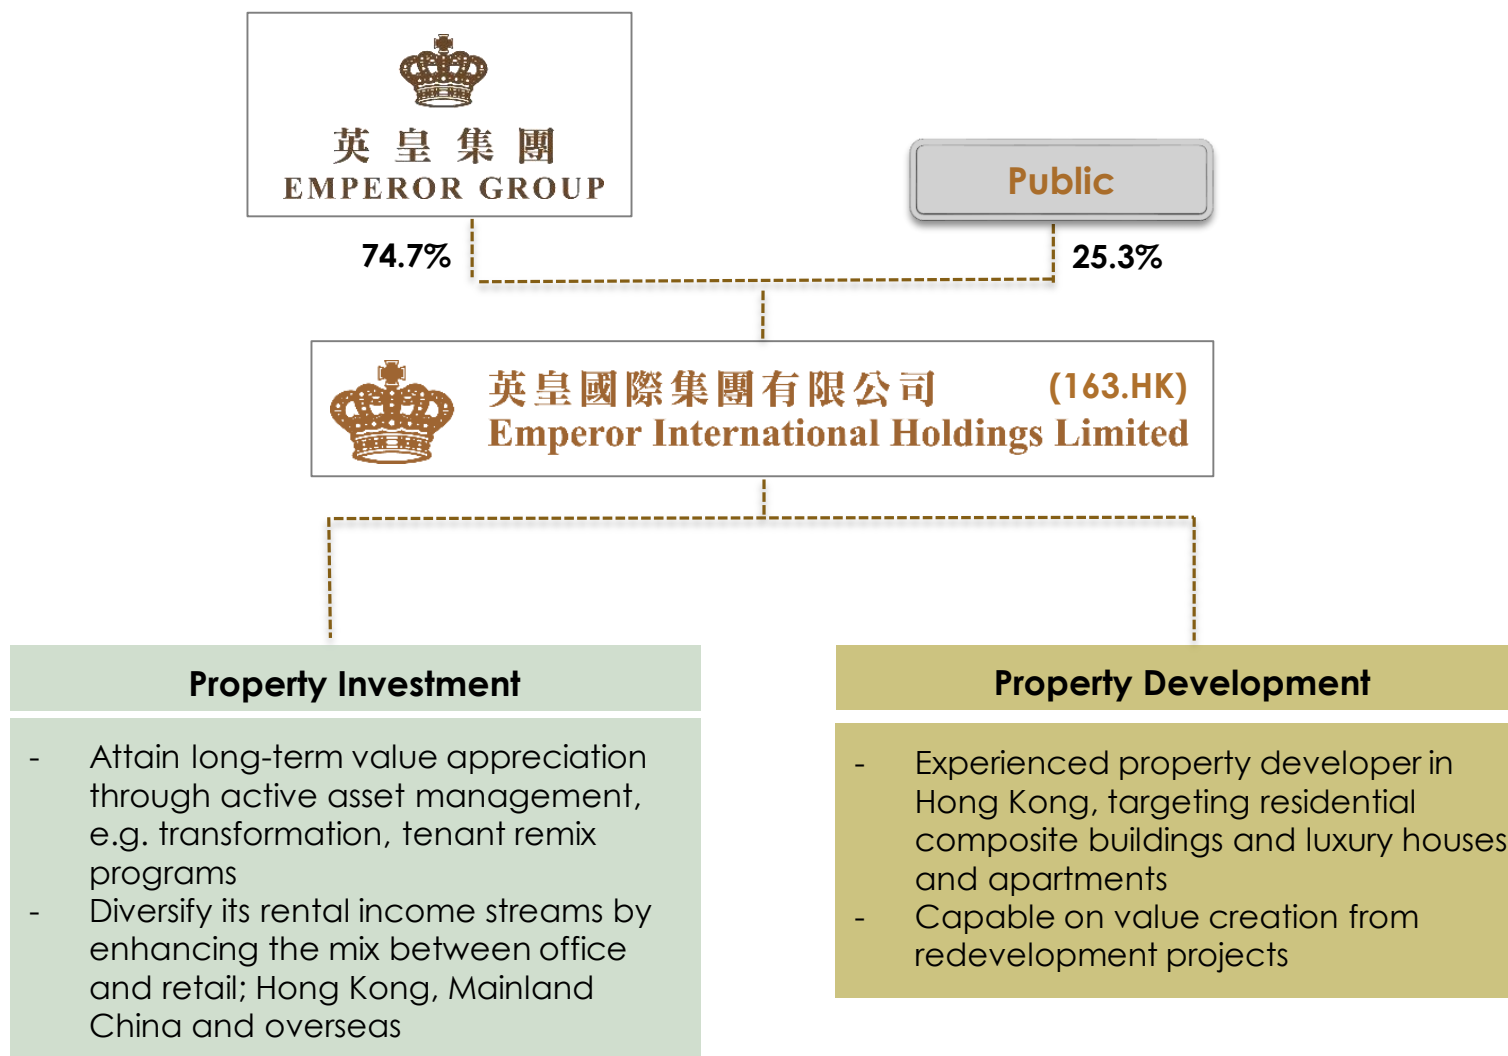 英皇集團
EMPEROR GROUP
Public
74.7%
25.3%
英皇國際集團有限公司 (163.HK)
Emperor International Holdings Limited
Property Investment
- Attain long-term value appreciation
through active asset management,
e.g. transformation, tenant remix
programs
- Diversify its rental income streams by
enhancing the mix between office
and retail; Hong Kong, Mainland
China and overseas
Property Development
- Experienced property developer in
Hong Kong, targeting residential
composite buildings and luxury houses
and apartments
- Capable on value creation from
redevelopment projects